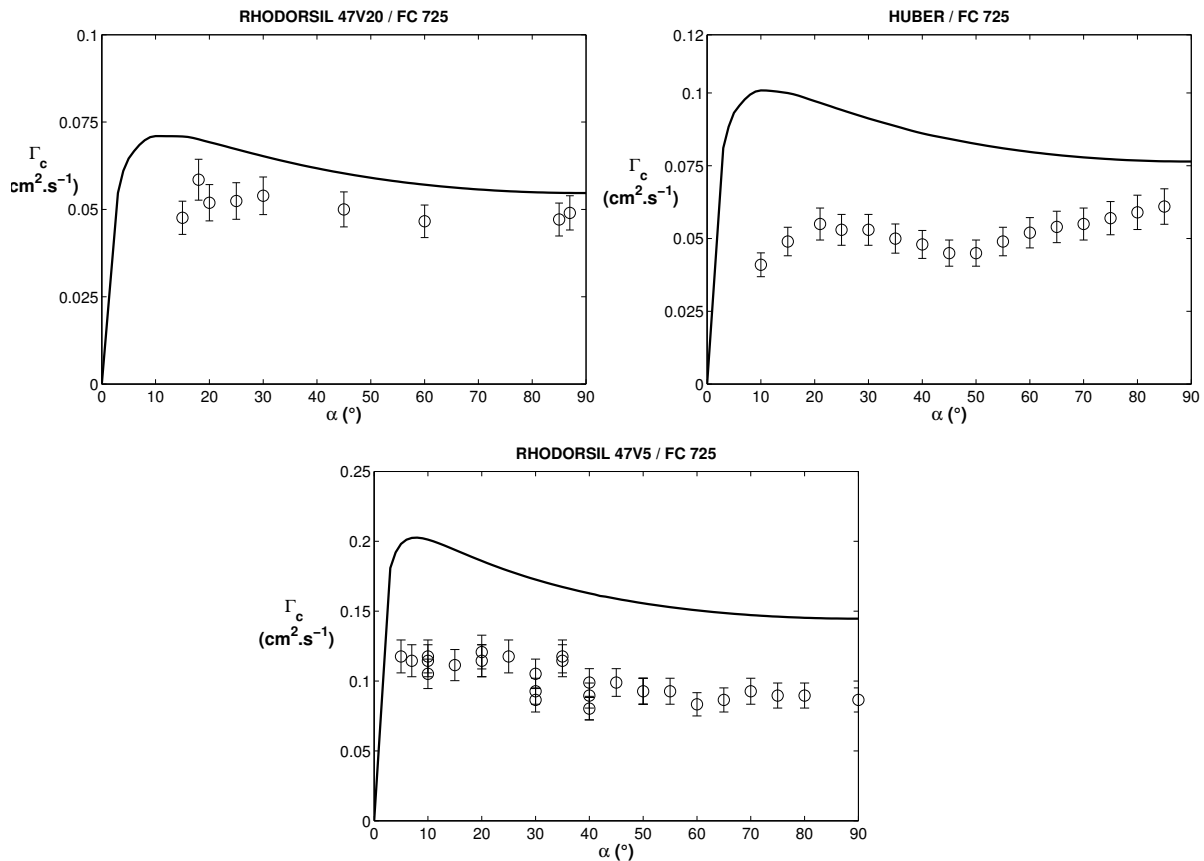 RHODORSIL 47V20 / FC 725
0.1
0.075
Γc
cm².s⁻¹)
0.05
0.025
0
0 10 20 30 40 50 60 70 80 90
α (°)
HUBER / FC 725
0.12
0.1
0.075
Γc
(cm².s⁻¹)
0.05
0.025
0
0 10 20 30 40 50 60 70 80 90
α (°)
RHODORSIL 47V5 / FC 725
0.25
0.2
0.15
Γc
(cm².s⁻¹)
0.1
0.05
0
0 10 20 30 40 50 60 70 80 90
α (°)